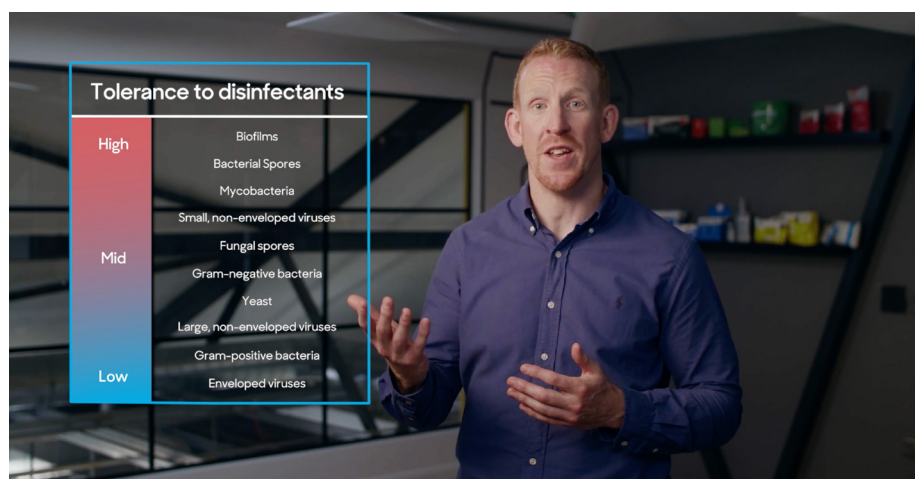 Tolerance to disinfectants
High
Biofilms
Bacterial Spores
Mycobacteria
Small, non-enveloped viruses
Fungal spores
Mid
Gram-negative bacteria
Yeast
Large, non-enveloped viruses
Gram-positive bacteria
Low
Enveloped viruses